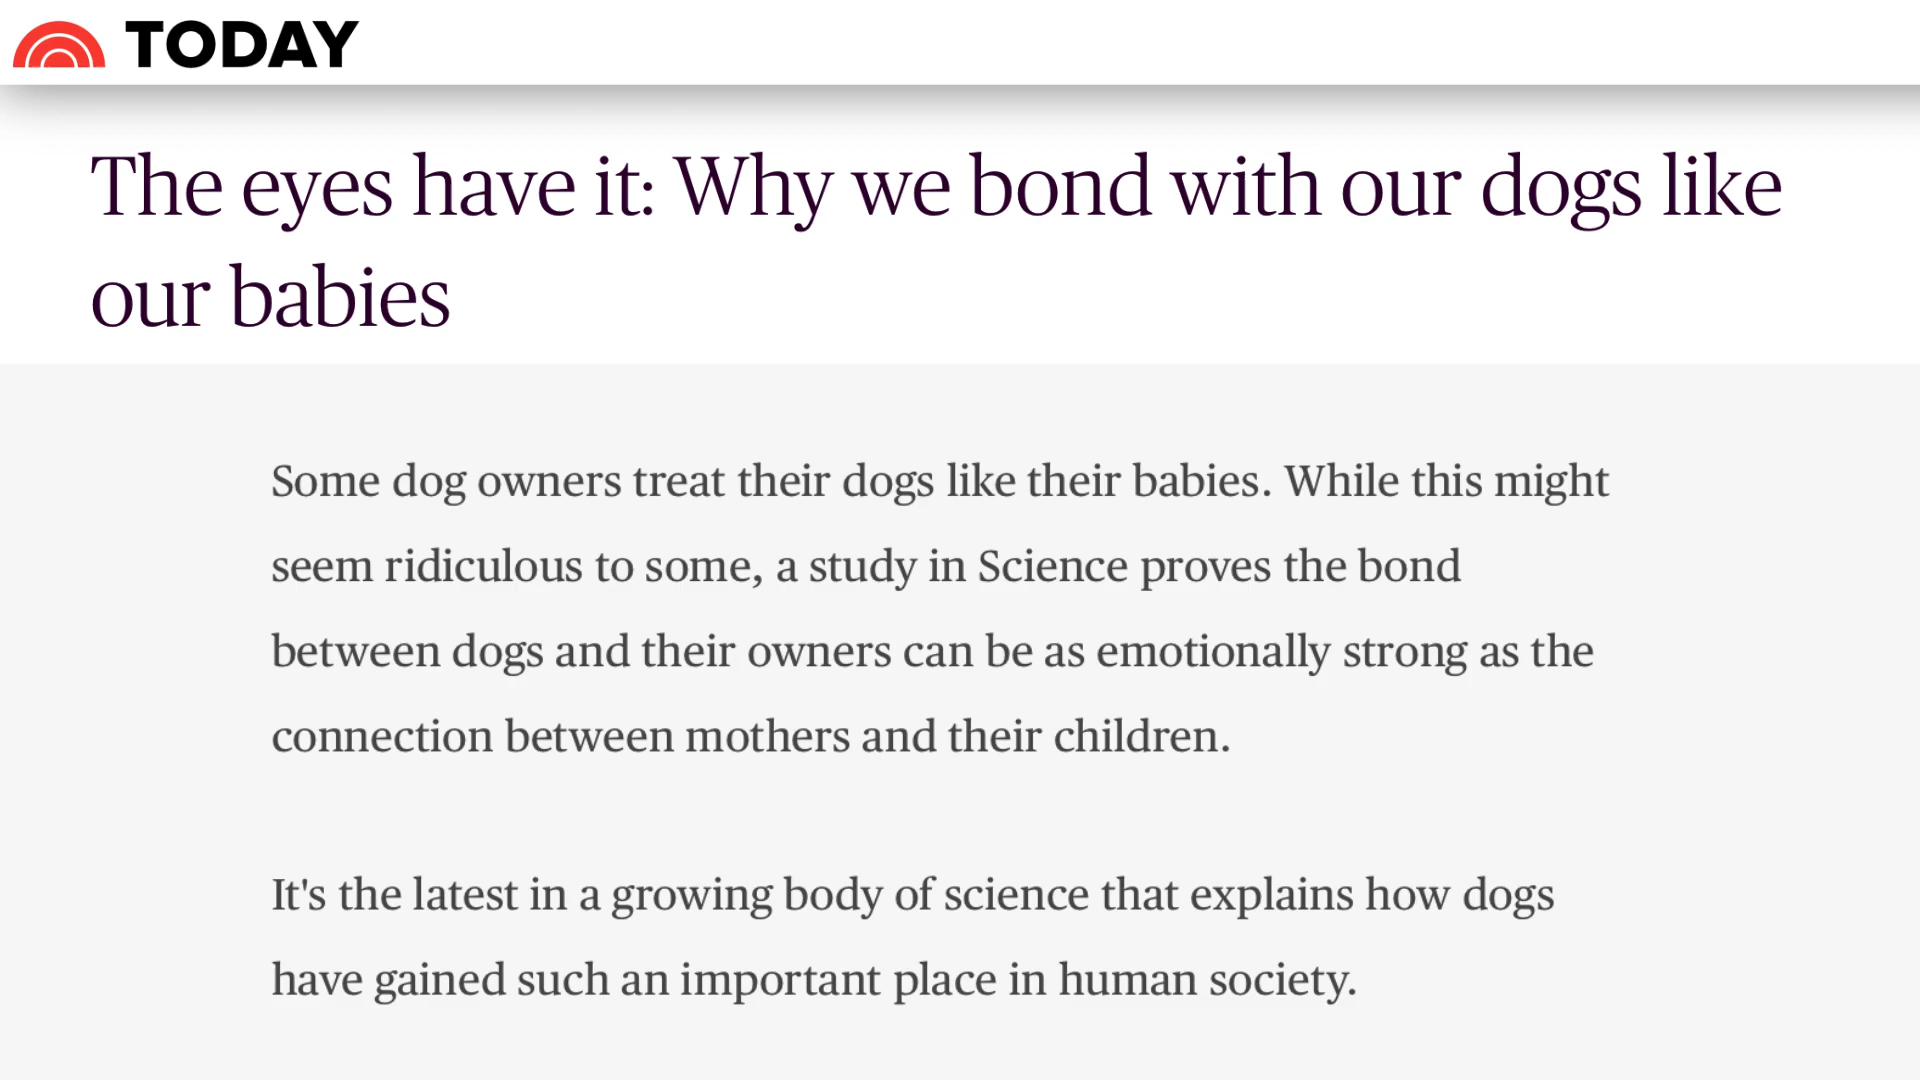 TODAY
The eyes have it: Why we bond with our dogs like
our babies
Some dog owners treat their dogs like their babies. While this might
seem ridiculous to some, a study in Science proves the bond
between dogs and their owners can be as emotionally strong as the
connection between mothers and their children.
It's the latest in a growing body of science that explains how dogs
have gained such an important place in human society.